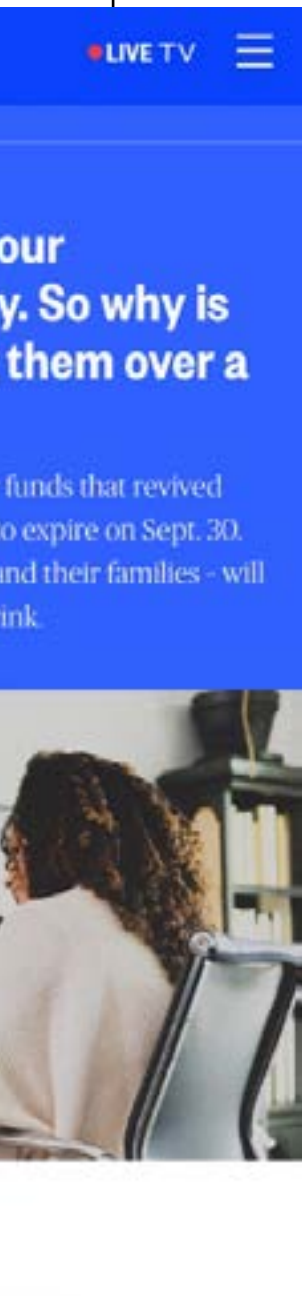 LIVE TV
our
y. So why is
them over a
funds that revived
o expire on Sept. 30.
and their families - will
ink.